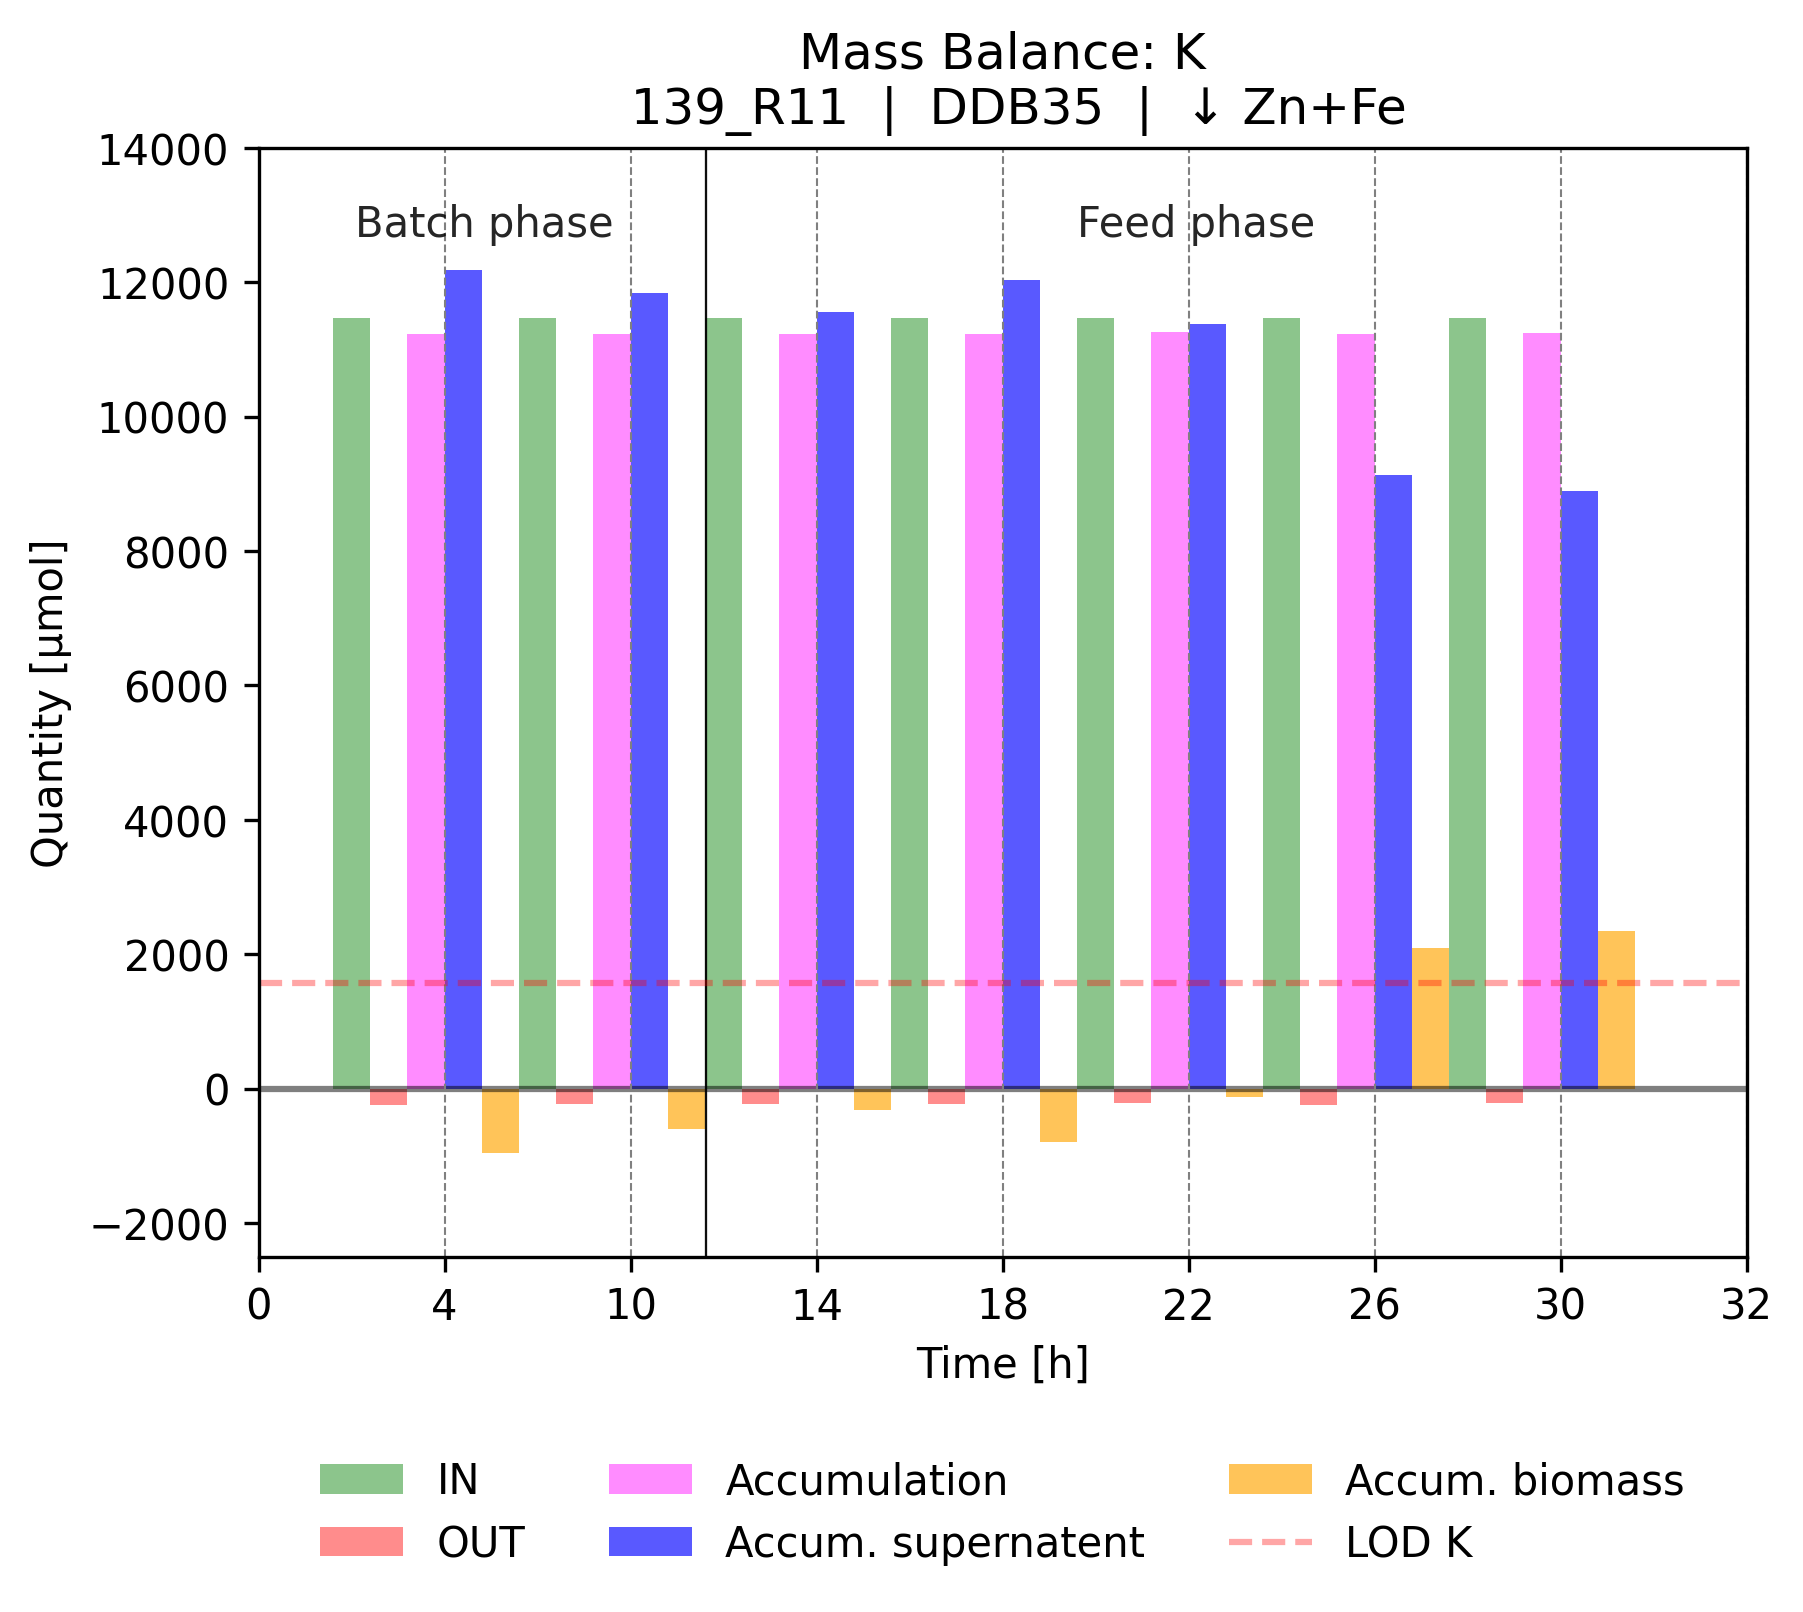 Mass Balance: K
139_R11 | DDB35 | ↓ Zn+Fe
14000
12000
10000
8000
6000
4000
2000
0
−2000
Quantity [µmol]
Batch phase
Feed phase
0 4 10 14 18 22 26 30 32
Time [h]
IN
OUT
Accumulation
Accum. supernatent
Accum. biomass
LOD K